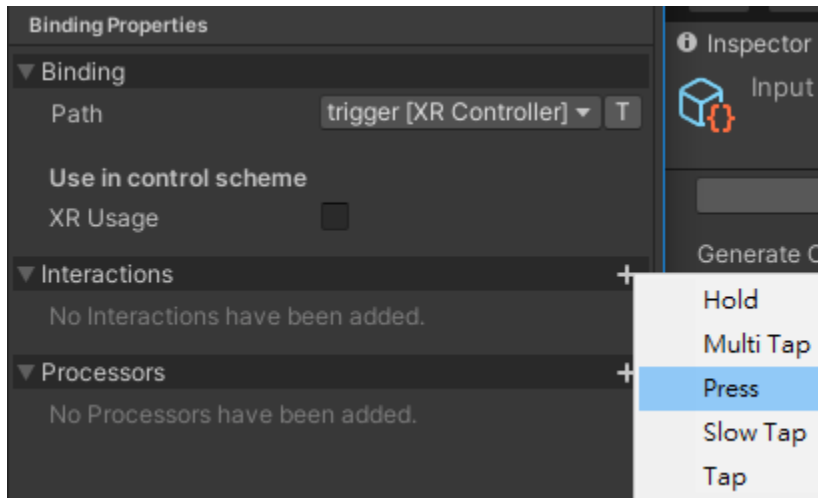 Binding Properties
Binding
Path
trigger [XR Controller]
T
Use in control scheme
XR Usage
Interactions
+
No Interactions have been added.
Processors
+
No Processors have been added.
Inspector
Input
Generate C
Hold
Multi Tap
Press
Slow Tap
Tap